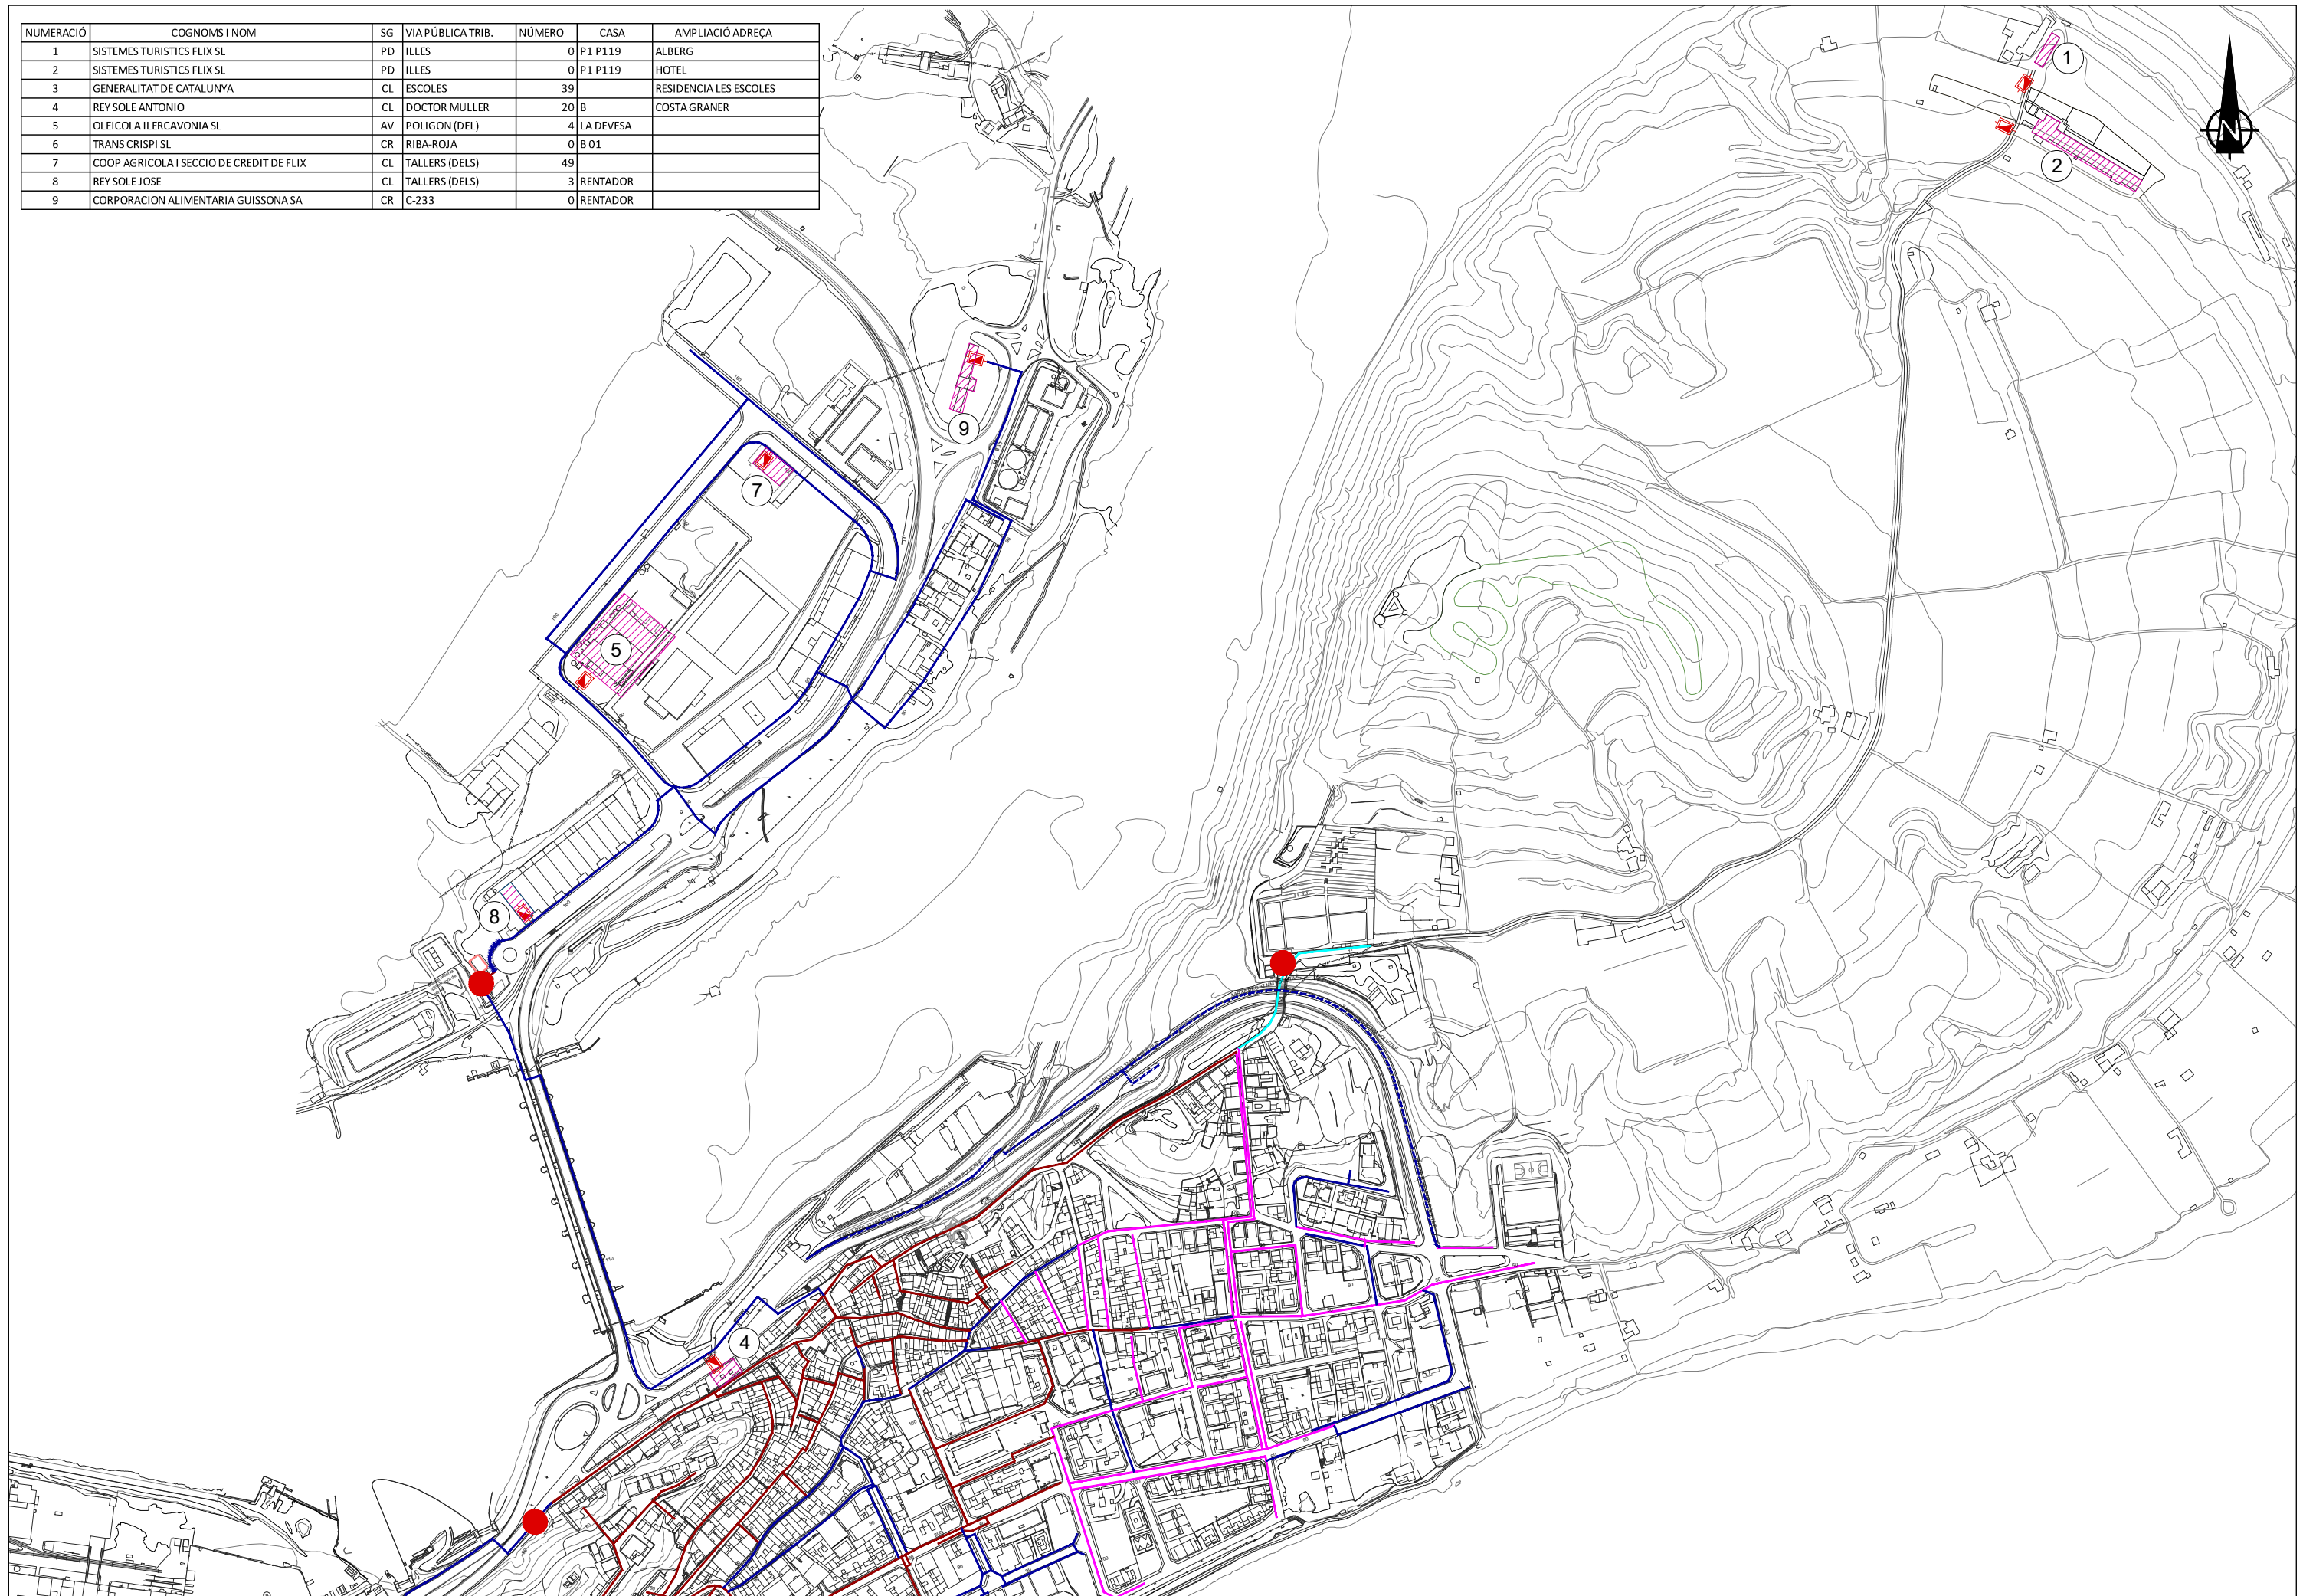 NUMERACIÓ COGNOMS I NOM SG VIA PÚBLICA TRIB. NÚMERO CASA AMPLIACIÓ ADREÇA
1 SISTEMES TURISTICS FLIX SL PD ILLES 0 P1 P119 ALBERG
2 SISTEMES TURISTICS FLIX SL PD ILLES 0 P1 P119 HOTEL
3 GENERALITAT DE CATALUNYA CL ESCOLES 39 RESIDENCIA LES ESCOLES
4 REY SOLE ANTONIO CL DOCTOR MULLER 20 B COSTA GRANER
5 OLEICOLA ILERCAVONIA SL AV POLIGON (DEL) 4 LA DEVESA
6 TRANS CRISPI SL CR RIBA-ROJA 0 B 01
7 COOP AGRICOLA I SECCIO DE CREDIT DE FLIX CL TALLERS (DELS) 49
8 REY SOLE JOSE CL TALLERS (DELS) 3 RENTADOR
9 CORPORACION ALIMENTARIA GUISSONA SA CR C-233 0 RENTADOR
1
N
2
9
7
5
8
4